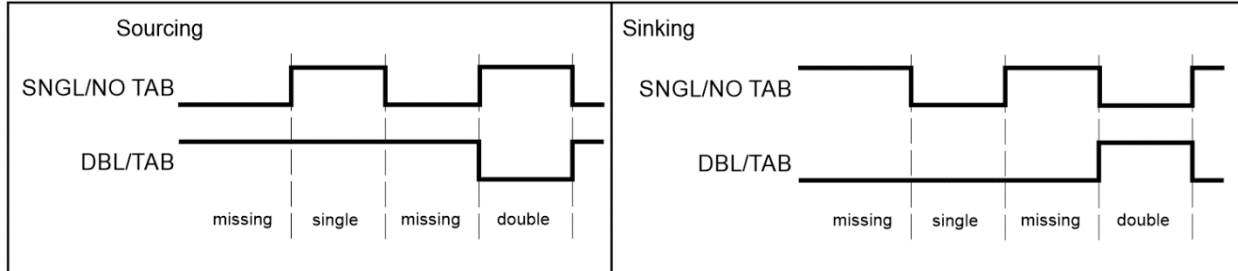 Sourcing
SNGL/NO TAB
DBL/TAB
missing single missing double
Sinking
SNGL/NO TAB
DBL/TAB
missing single missing double